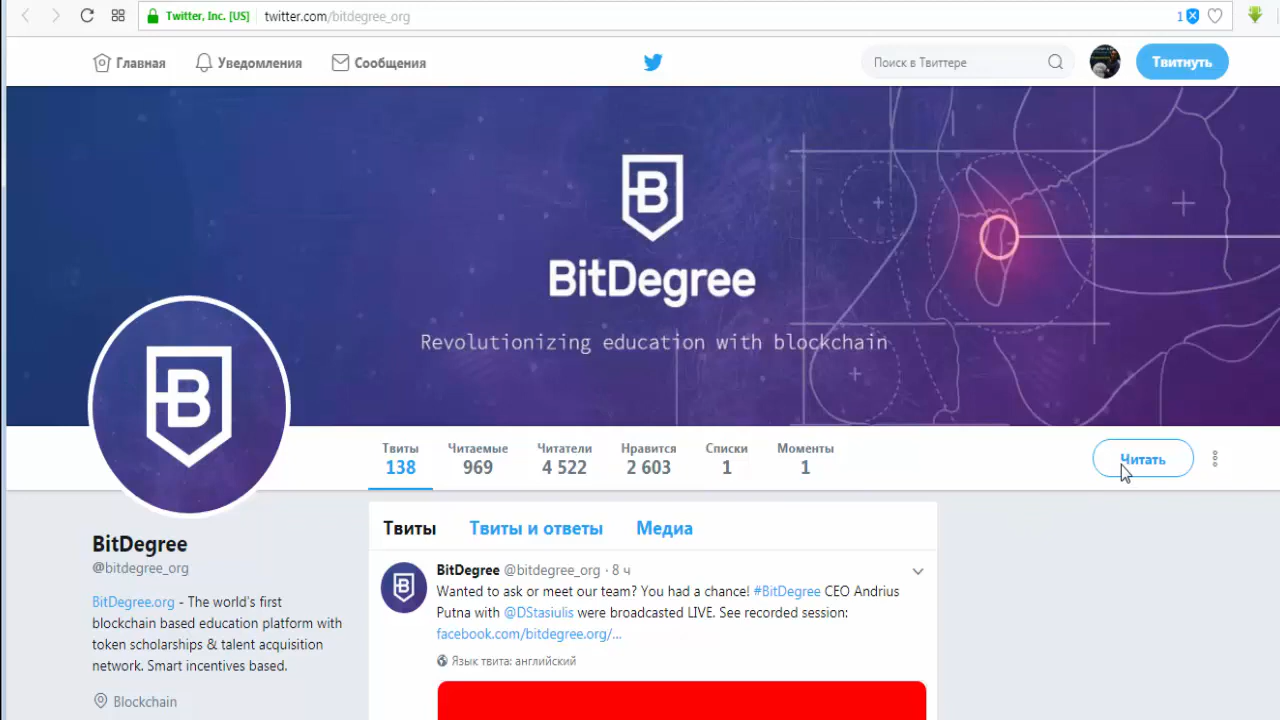 Twitter, Inc. [US] twitter.com/bitdegree_org 1
Главная Уведомления Сообщения Поиск в Твиттере Твитнуть
B
BitDegree
Revolutionizing education with blockchain
B
Твиты Читаемые Читатели Нравится Списки Моменты
138 969 4 522 2 603 1 1
Читать
BitDegree
@bitdegree_org
BitDegree.org - The world's first
blockchain based education platform with
token scholarships & talent acquisition
network. Smart incentives based.
Blockchain
Твиты Твиты и ответы Медиа
B
BitDegree @bitdegree_org · 8 ч
Wanted to ask or meet our team? You had a chance! #BitDegree CEO Andrius
Putna with @DStasiulis were broadcasted LIVE. See recorded session:
facebook.com/bitdegree.org/...
Язык твита: английский